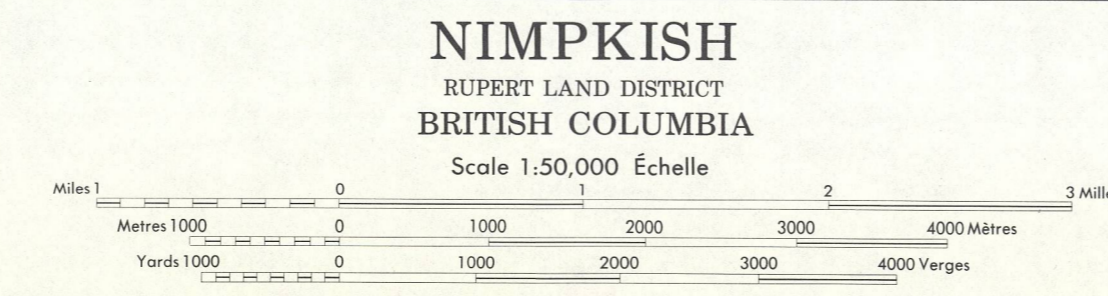 NIMPKISH
RUPERT LAND DISTRICT
BRITISH COLUMBIA
Scale 1:50,000 Échelle
Miles 1 0 1 2 3 Mille
Metres 1000 0 1000 2000 3000 4000 Mètres
Yards 1000 0 1000 2000 3000 4000 Verges